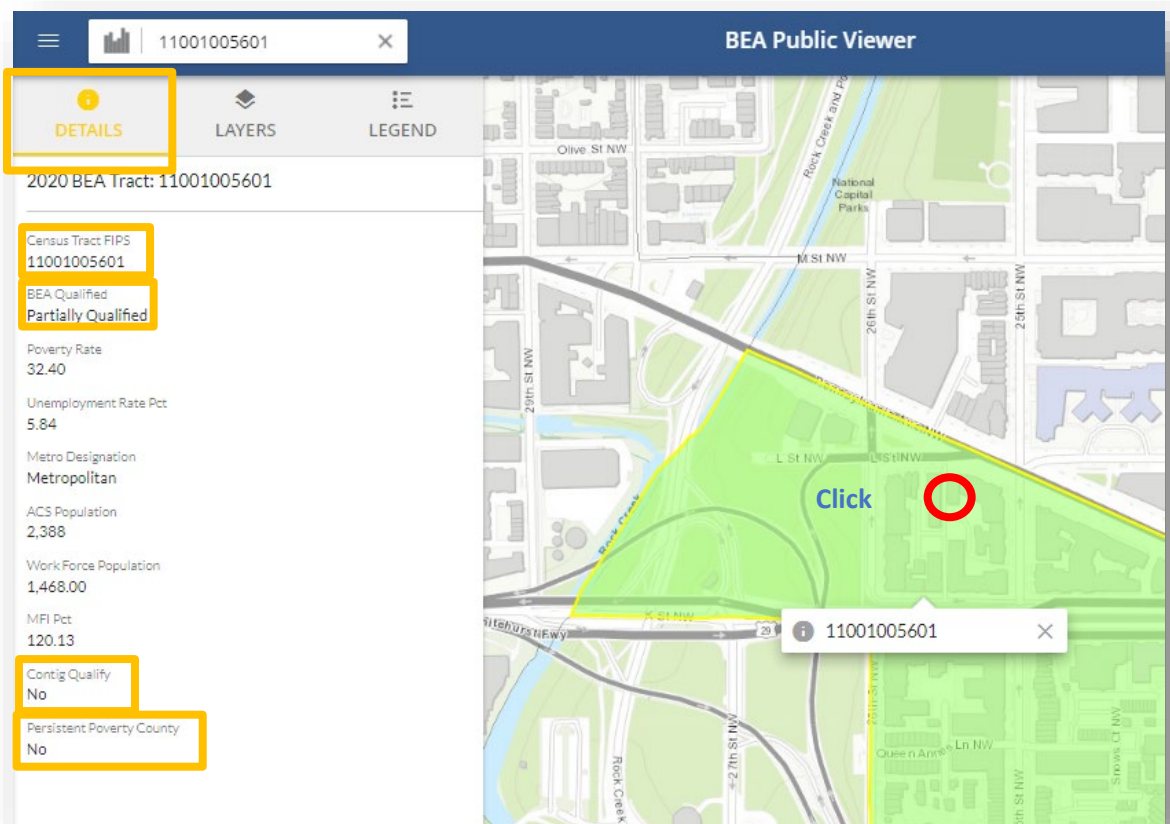 11001005601
BEA Public Viewer
DETAILS
LAYERS
LEGEND
2020 BEA Tract: 11001005601
Census Tract FIPS
11001005601
BEA Qualified
Partially Qualified
Poverty Rate
32.40
Unemployment Rate Pct
5.84
Metro Designation
Metropolitan
ACS Population
2,388
Work Force Population
1,468.00
MFI Pct
120.13
Contig Qualify
No
Persistent Poverty County
No
Olive St NW
Rock Creek and Po
National
Capital
Parks
M St NW
26th St NW
25th St NW
29th St NW
L St NW
L St NW
Click
Rock Creek
K St NW
29
11001005601
27th St NW
Queen Annes Ln NW
Snows Ct NW
Rock Creek